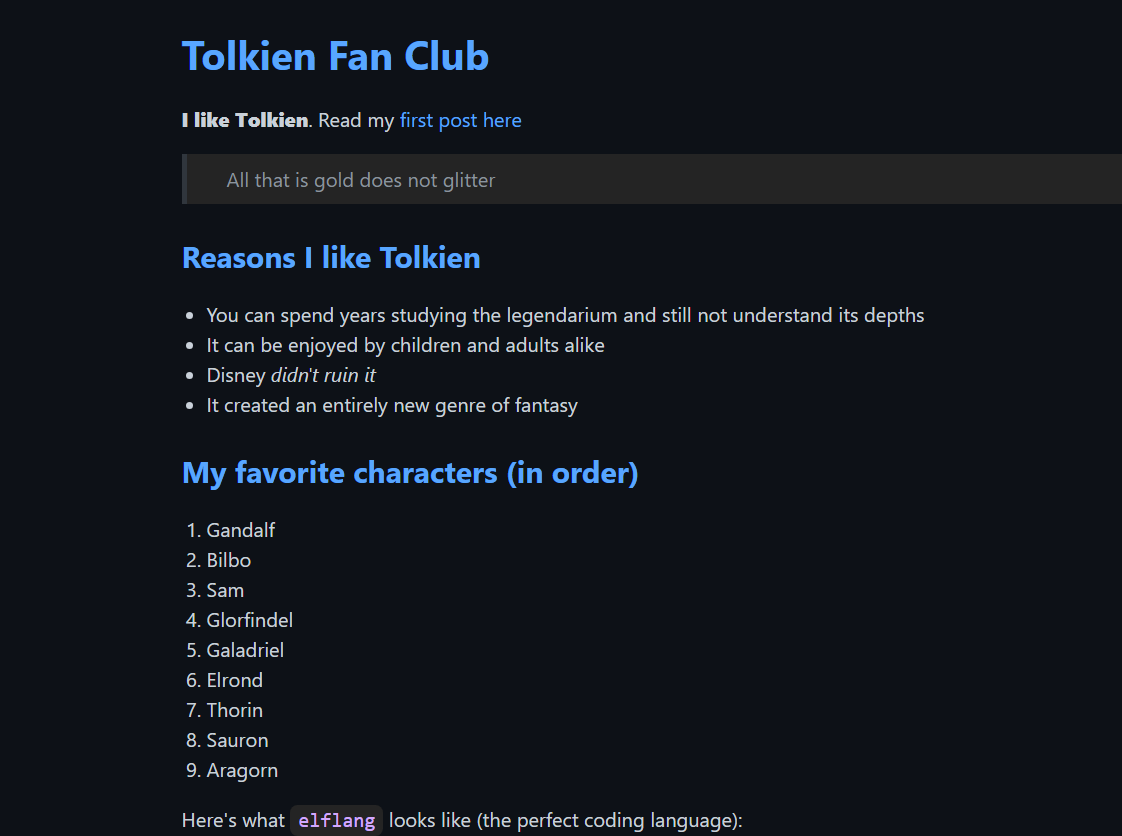 Tolkien Fan Club
I like Tolkien. Read my first post here
All that is gold does not glitter
Reasons I like Tolkien
• You can spend years studying the legendarium and still not understand its depths
• It can be enjoyed by children and adults alike
• Disney didn't ruin it
• It created an entirely new genre of fantasy
My favorite characters (in order)
1. Gandalf
2. Bilbo
3. Sam
4. Glorfindel
5. Galadriel
6. Elrond
7. Thorin
8. Sauron
9. Aragorn
Here's what elflang looks like (the perfect coding language):